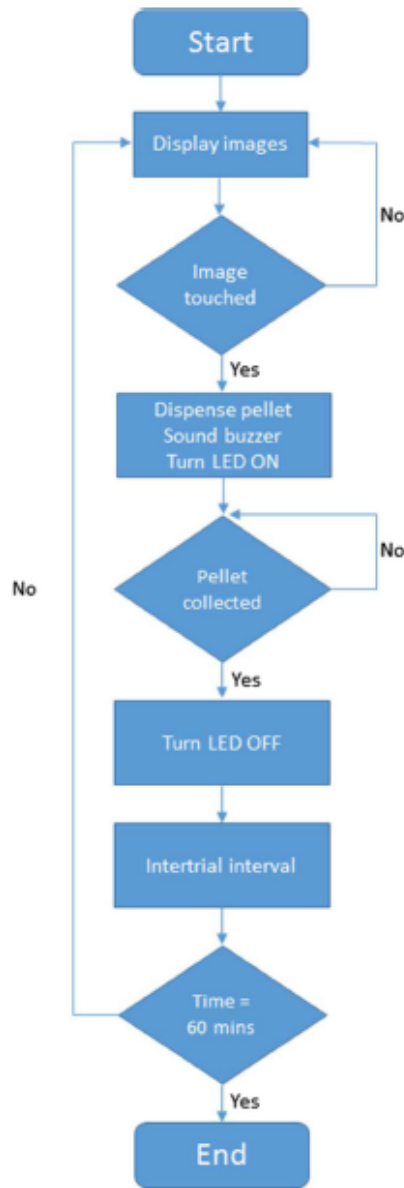 Start
Display images
No
Image
touched
Yes
Dispense pellet
Sound buzzer
Turn LED ON
No
Pellet
collected
No
Yes
Turn LED OFF
Intertrial interval
Time =
60 mins
Yes
End